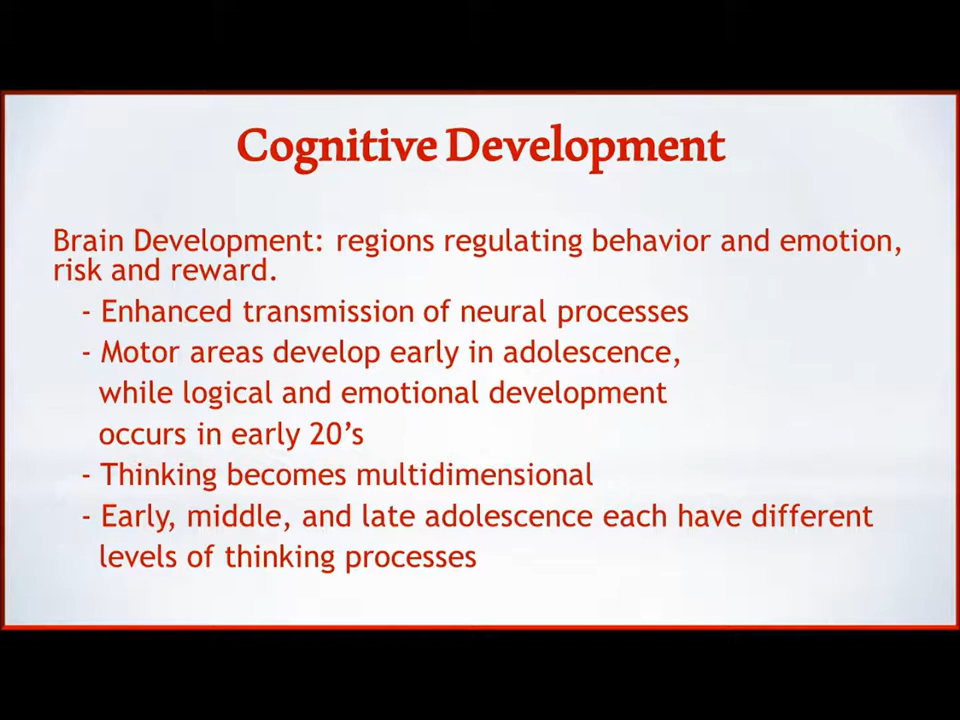 Cognitive Development
Brain Development: regions regulating behavior and emotion,
risk and reward.
- Enhanced transmission of neural processes
- Motor areas develop early in adolescence,
while logical and emotional development
occurs in early 20’s
- Thinking becomes multidimensional
- Early, middle, and late adolescence each have different
levels of thinking processes